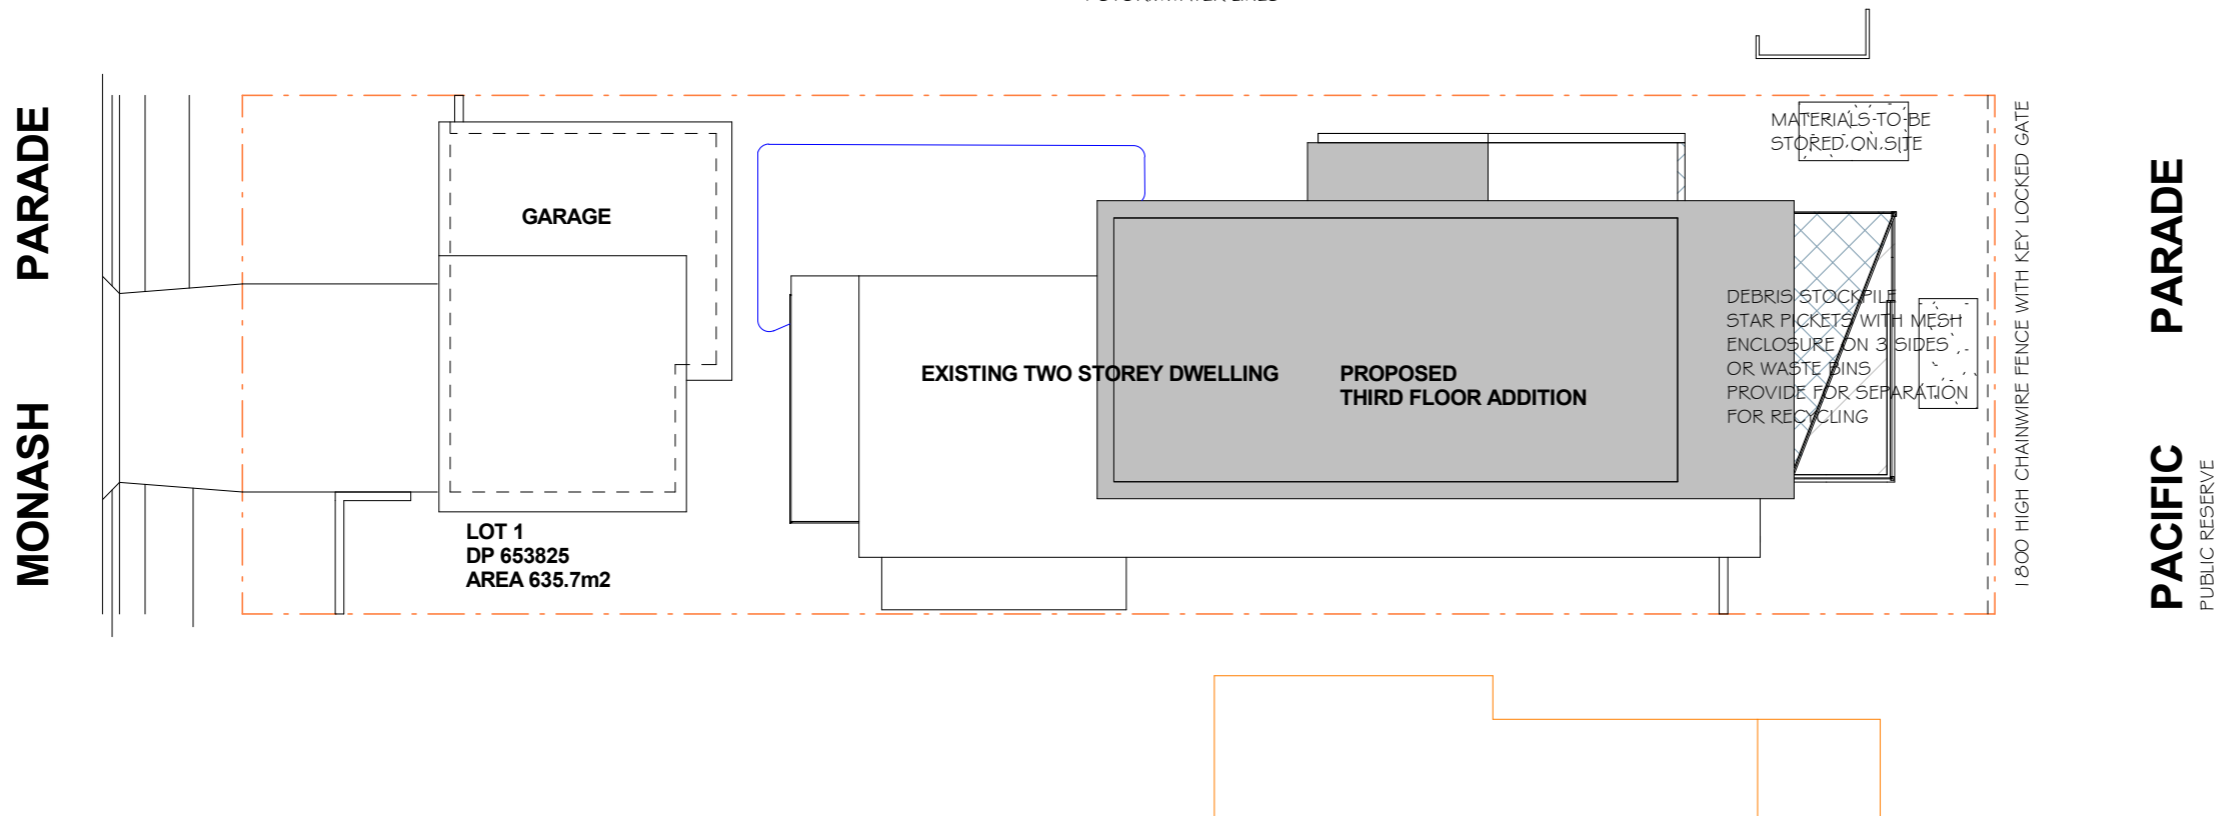 MONASH PARADE
GARAGE
LOT 1
DP 653825
AREA 635.7m2
EXISTING TWO STOREY DWELLING
PROPOSED
THIRD FLOOR ADDITION
MATERIALS TO BE
STORED ON SITE
DEBRIS STOCKPILE
STAR PICKETS WITH MESH
ENCLOSURE ON 3 SIDES
OR WASTE BINS
PROVIDE FOR SEPARATION
FOR RECYCLING
1800 HIGH CHAINWIRE FENCE WITH KEY LOCKED GATE
PACIFIC PARADE
PUBLIC RESERVE